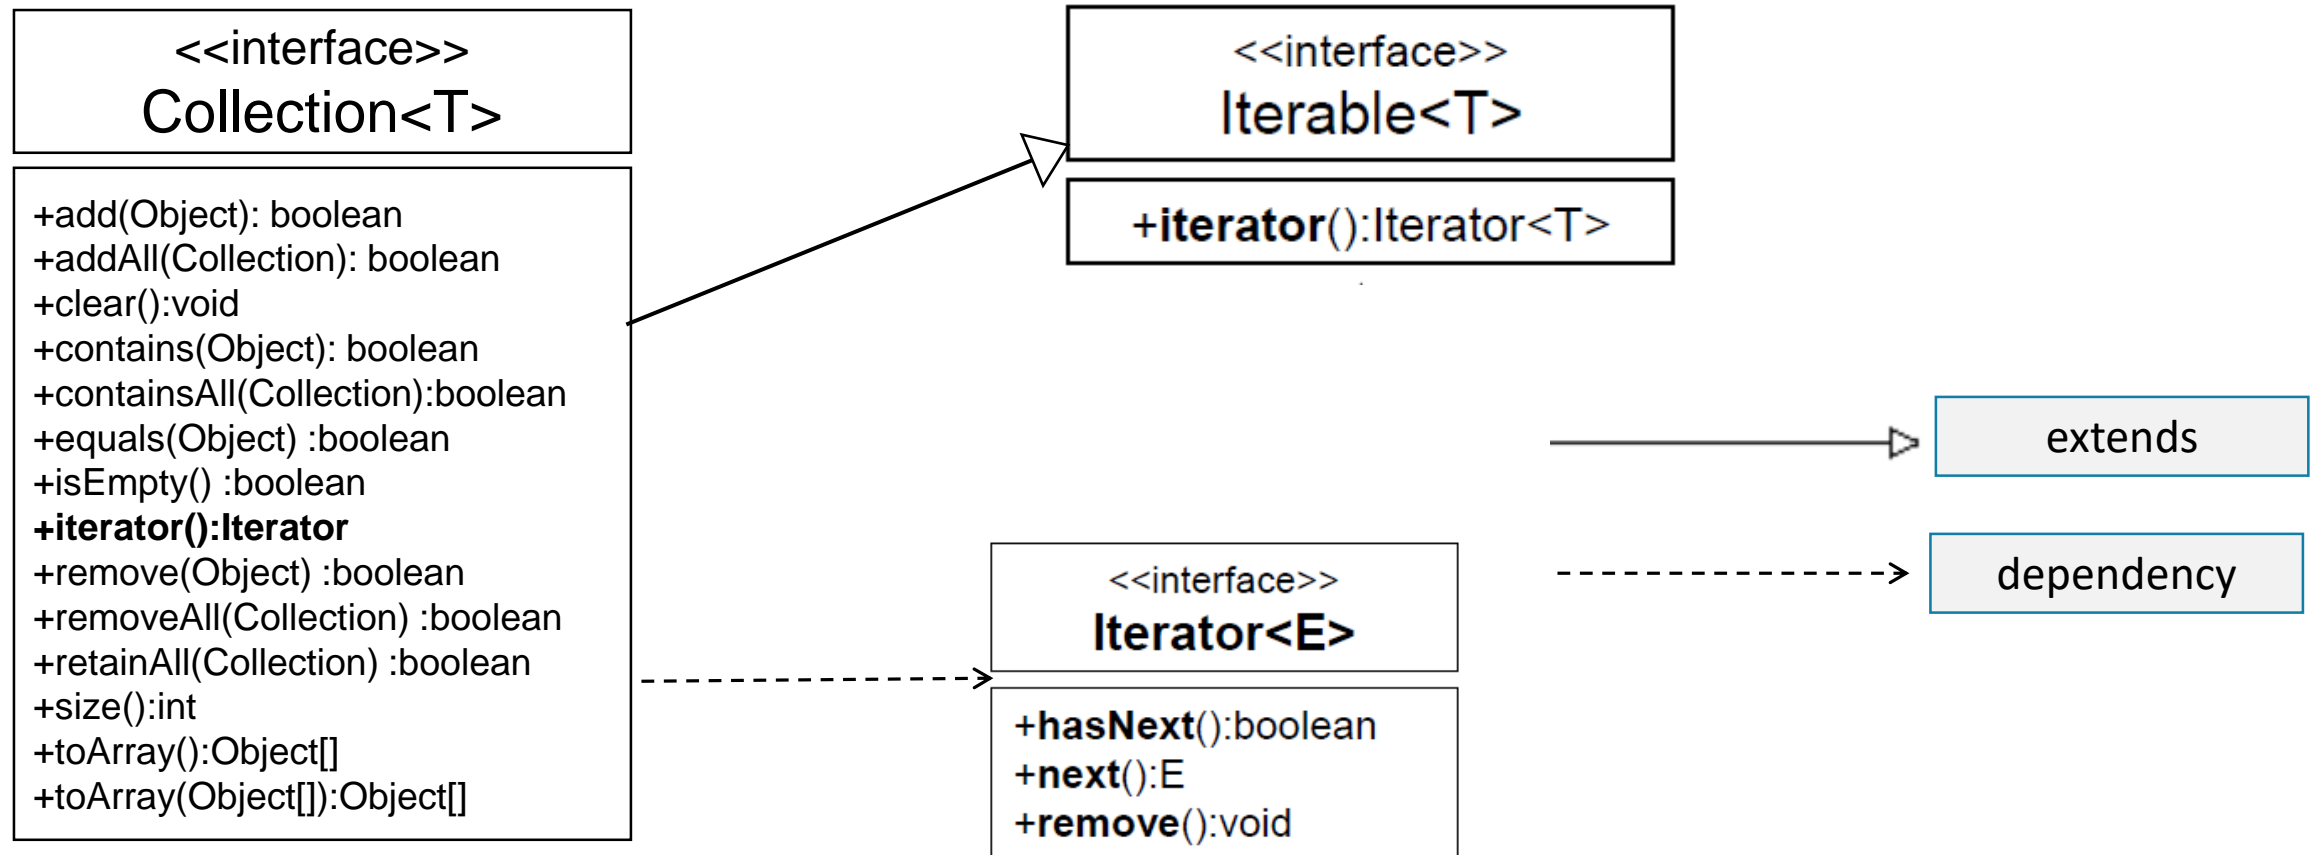 <<interface>>
Collection<T>
+add(Object): boolean
+addAll(Collection): boolean
+clear():void
+contains(Object): boolean
+containsAll(Collection):boolean
+equals(Object) :boolean
+isEmpty() :boolean
+iterator():Iterator
+remove(Object) :boolean
+removeAll(Collection) :boolean
+retainAll(Collection) :boolean
+size():int
+toArray():Object[]
+toArray(Object[]):Object[]
<<interface>>
Iterable<T>
+iterator():Iterator<T>
<<interface>>
Iterator<E>
+hasNext():boolean
+next():E
+remove():void
extends
dependency